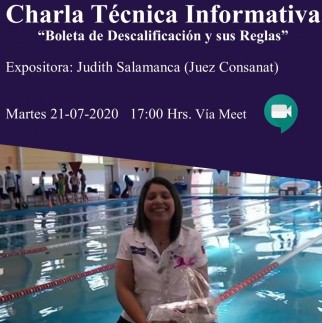 Charla Técnica Informativa
“Boleta de Descalificación y sus Reglas”
Expositora: Judith Salamanca (Juez Consanat)
Martes 21-07-2020 17:00 Hrs. Vía Meet